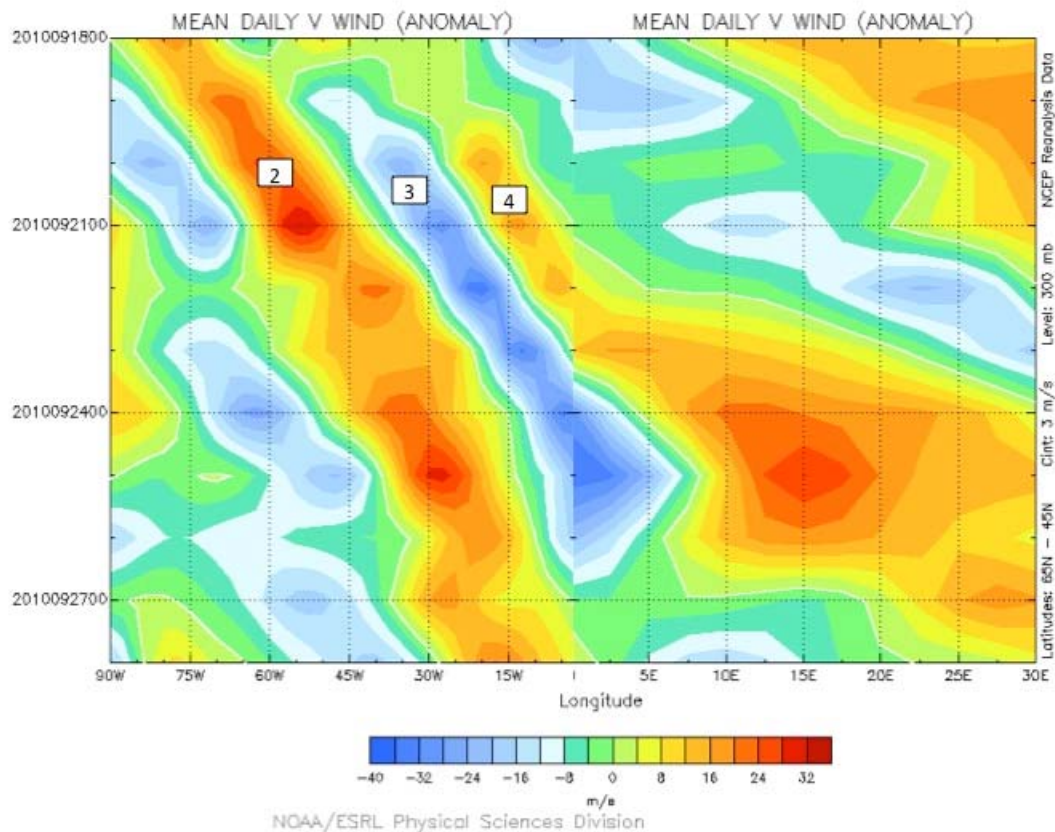 MEAN DAILY V WIND (ANOMALY) MEAN DAILY V WIND (ANOMALY)
2010091800
2010092100
2010092400
2010092700
2
3
4
90W 75W 60W 45W 30W 15W 5E 10E 15E 20E 25E 30E
Longitude
Latitudes: 65N – 45N Cint: 3 m/s Level: 300 mb NCEP Reanalysis Data
-40 -32 -24 -16 -8 0 8 16 24 32
m/s
NOAA/ESRL Physical Sciences Division